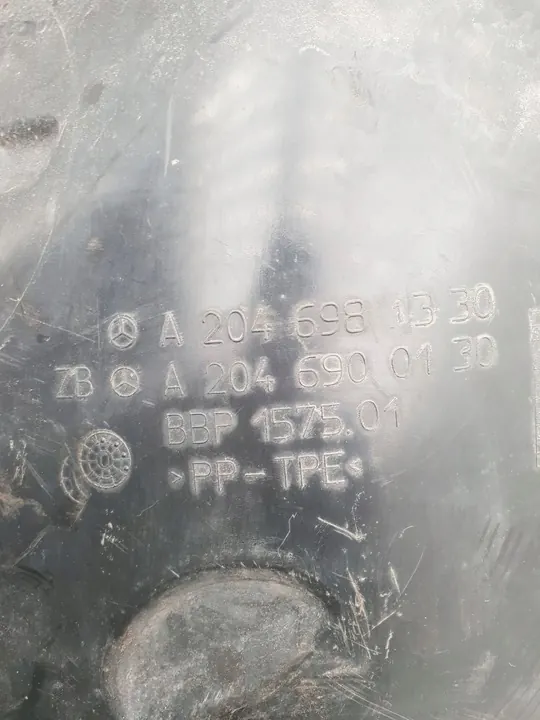 A 204 698 13 30
ZB A 204 690 01 30
BBP 1575.01
>PP-TPE<